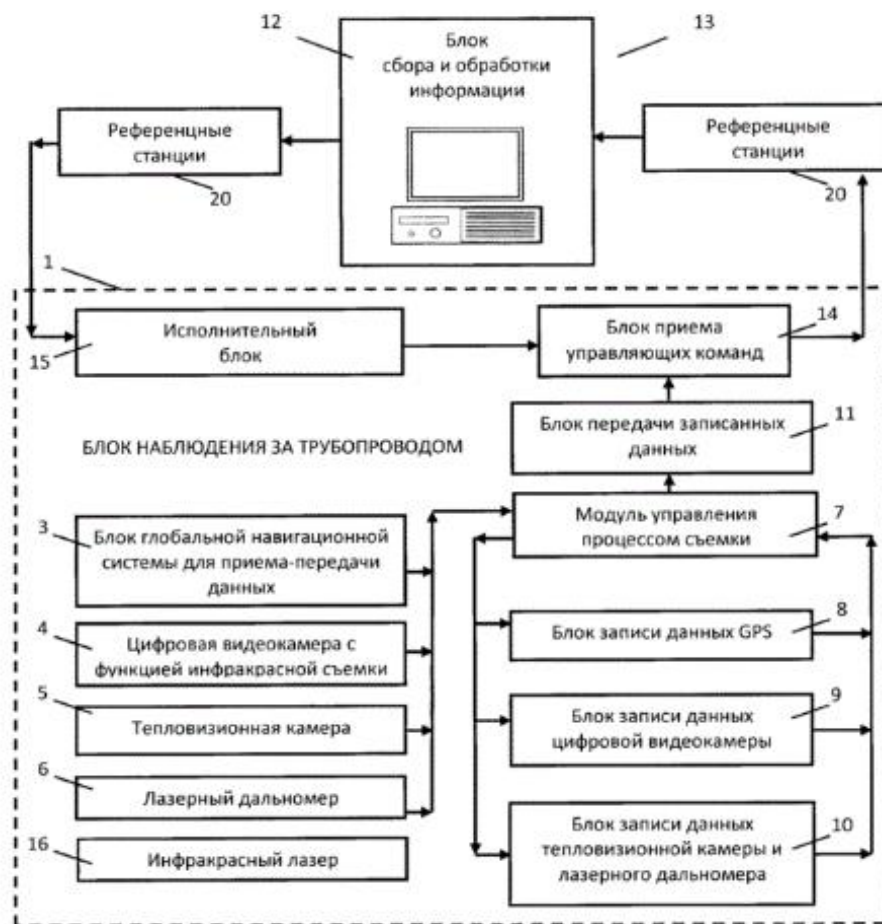 12
Блок
сбора и обработки
информации
13
Референцные
станции
20
Референцные
станции
20
1
Исполнительный
блок
15
Блок приема
управляющих команд
14
БЛОК НАБЛЮДЕНИЯ ЗА ТРУБОПРОВОДОМ
Блок передачи записанных
данных
11
3
Блок глобальной навигационной
системы для приема-передачи
данных
Модуль управления
процессом съемки
7
4
Цифровая видеокамера с
функцией инфракрасной съемки
Блок записи данных GPS
8
5
Тепловизионная камера
Блок записи данных
цифровой видеокамеры
9
6
Лазерный дальномер
16
Инфракрасный лазер
Блок записи данных
тепловизионной камеры и
лазерного дальномера
10